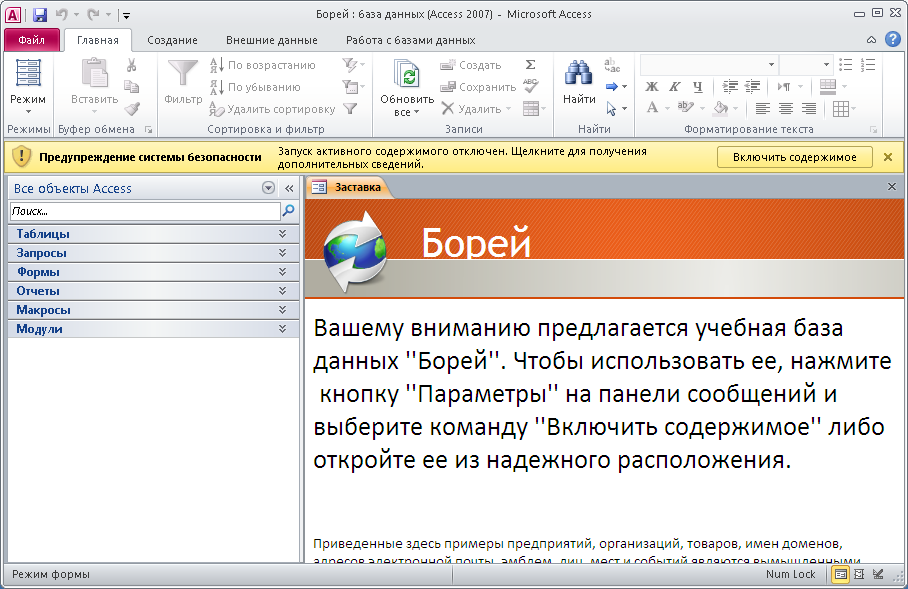 Борей : база данных (Access 2007) - Microsoft Access
Файл
Главная
Создание
Внешние данные
Работа с базами данных
Режим
Режимы
Вставить
Буфер обмена
Фильтр
По возрастанию
По убыванию
Удалить сортировку
Сортировка и фильтр
Обновить
все
Создать
Сохранить
Удалить
Записи
Найти
Найти
Ж К Ч
A
Форматирование текста
Предупреждение системы безопасности
Запуск активного содержимого отключен. Щелкните для получения
дополнительных сведений.
Включить содержимое
Все объекты Access
Поиск...
Таблицы
Запросы
Формы
Отчеты
Макросы
Модули
Заставка
Борей
Вашему вниманию предлагается учебная база
данных "Борей". Чтобы использовать ее, нажмите
кнопку "Параметры" на панели сообщений и
выберите команду "Включить содержимое" либо
откройте ее из надежного расположения.
Приведенные здесь примеры предприятий, организаций, товаров, имен доменов,
адресов электронной почты, эмблем, лиц, мест и событий являются вымышленными.
Режим формы
Num Lock